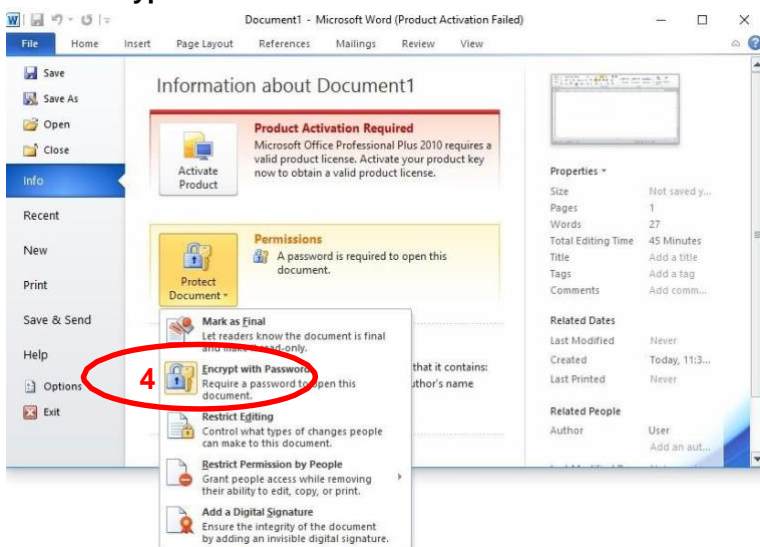 Document1 - Microsoft Word (Product Activation Failed)
File Home Insert Page Layout References Mailings Review View
Save
Save As
Open
Close
Info
Recent
New
Print
Save & Send
Help
Options
Exit
Information about Document1
Activate
Product
Product Activation Required
Microsoft Office Professional Plus 2010 requires a
valid product license. Activate your product key
now to obtain a valid product license.
Protect
Document
Permissions
A password is required to open this
document.
Mark as Final
Let readers know the document is final
and make it read-only.
4
Encrypt with Password
Require a password to open this
document.
Restrict Editing
Control what types of changes people
can make to this document.
Restrict Permission by People
Grant people access while removing
their ability to edit, copy, or print.
Add a Digital Signature
Ensure the integrity of the document
by adding an invisible digital signature.
that it contains:
uthor's name
Properties
Size Not saved y...
Pages 1
Words 27
Total Editing Time 45 Minutes
Title Add a title
Tags Add a tag
Comments Add comm...
Related Dates
Last Modified Never
Created Today, 11:3...
Last Printed Never
Related People
Author User
Add an aut...